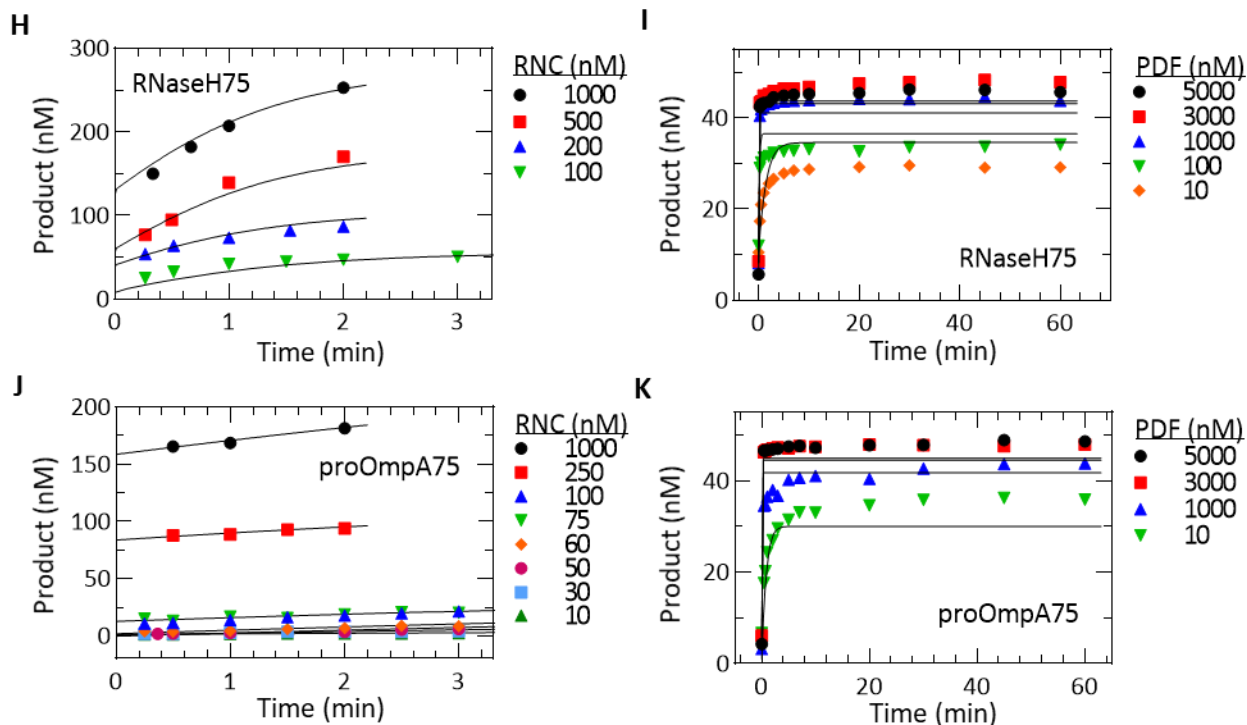 H
RNaseH75
Product (nM)
300
200
100
0
0
1
2
3
Time (min)
RNC (nM)
1000
500
200
100
I
RNaseH75
Product (nM)
40
20
0
0
20
40
60
Time (min)
PDF (nM)
5000
3000
1000
100
10
J
proOmpA75
Product (nM)
200
150
100
50
0
0
1
2
3
Time (min)
RNC (nM)
1000
250
100
75
60
50
30
10
K
proOmpA75
Product (nM)
40
20
0
0
20
40
60
Time (min)
PDF (nM)
5000
3000
1000
10